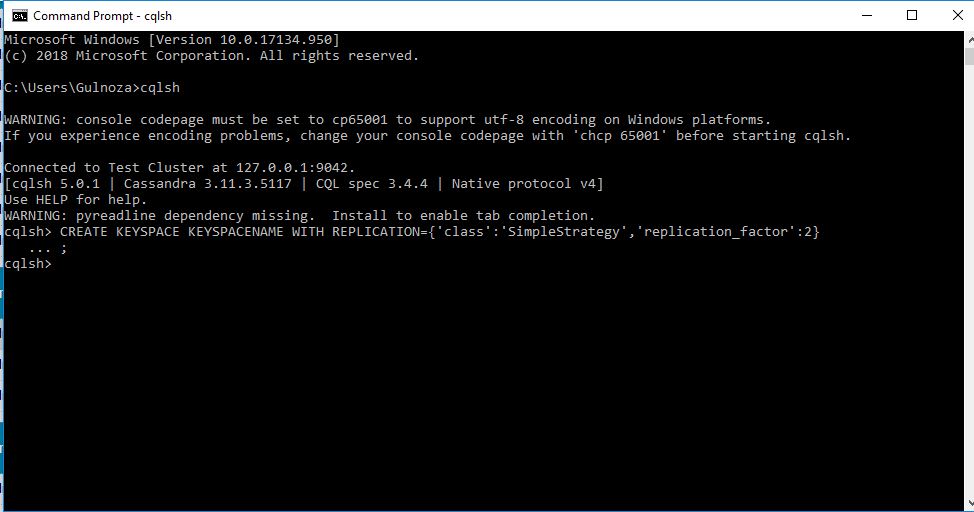 Command Prompt - cqlsh
Microsoft Windows [Version 10.0.17134.950]
(c) 2018 Microsoft Corporation. All rights reserved.
C:\Users\Gulnoza>cqlsh
WARNING: console codepage must be set to cp65001 to support utf-8 encoding on Windows platforms.
If you experience encoding problems, change your console codepage with 'chcp 65001' before starting cqlsh.
Connected to Test Cluster at 127.0.0.1:9042.
[cqlsh 5.0.1 | Cassandra 3.11.3.5117 | CQL spec 3.4.4 | Native protocol v4]
Use HELP for help.
WARNING: pyreadline dependency missing.  Install to enable tab completion.
cqlsh> CREATE KEYSPACE KEYSPACENAME WITH REPLICATION={'class':'SimpleStrategy','replication_factor':2}
   ... ;
cqlsh>